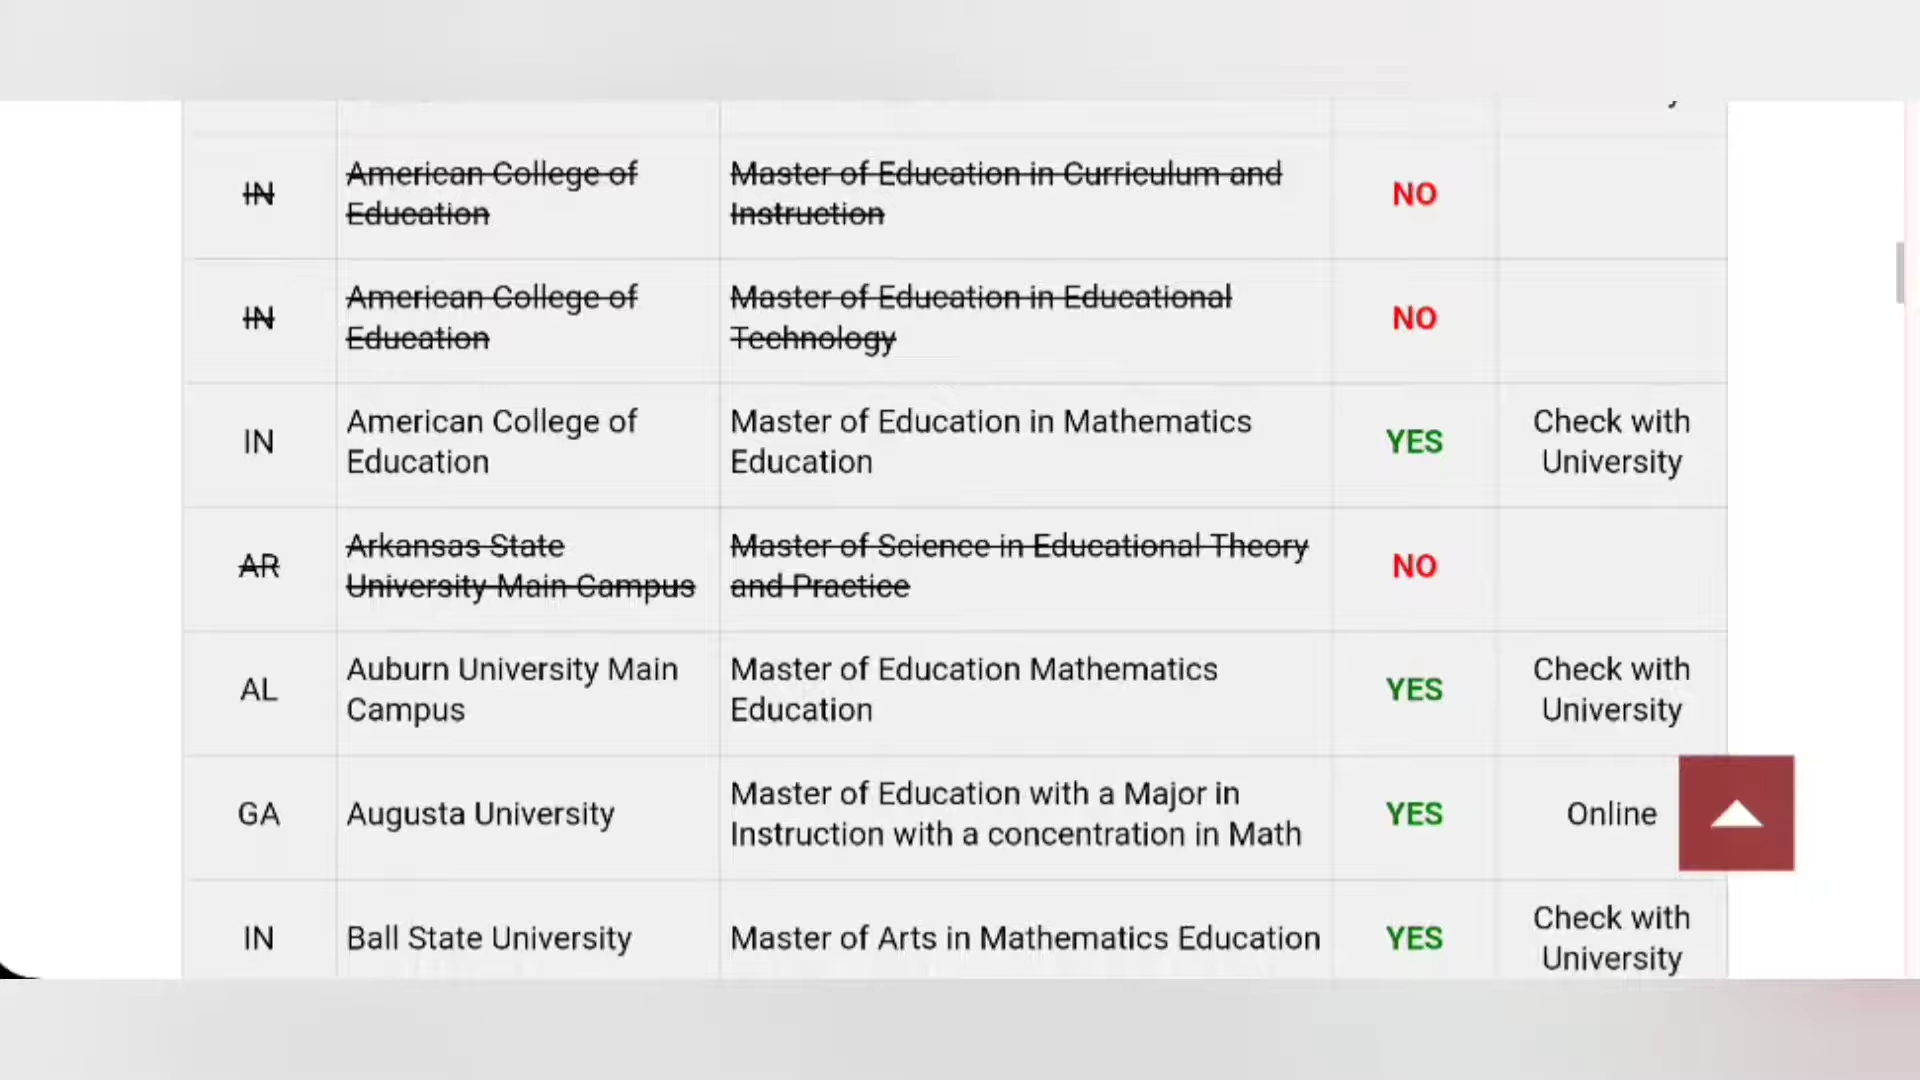 IN
American College of
Education
Master of Education in Curriculum and
Instruction
NO
IN
American College of
Education
Master of Education in Educational
Technology
NO
IN
American College of
Education
Master of Education in Mathematics
Education
YES
Check with
University
AR
Arkansas State
University Main Campus
Master of Science in Educational Theory
and Practice
NO
AL
Auburn University Main
Campus
Master of Education Mathematics
Education
YES
Check with
University
GA
Augusta University
Master of Education with a Major in
Instruction with a concentration in Math
YES
Online
IN
Ball State University
Master of Arts in Mathematics Education
YES
Check with
University